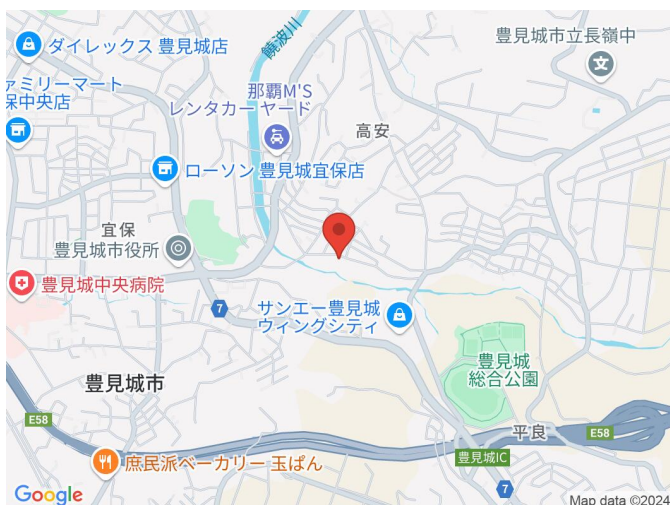 ダイレックス 豊見城店
ァミリーマート
保中央店
饒波川
那覇M'S
レンタカー ヤード
高安
豊見城市立長嶺中
文
ローソン 豊見城宜保店
宜保
豊見城市役所
豊見城中央病院
7
サンエー豊見城
ウィングシティ
豊見城
総合公園
豊見城市
E58
平良
E58
豊見城IC
庶民派ベーカリー 玉ぱん
7
Google
Map data ©2024